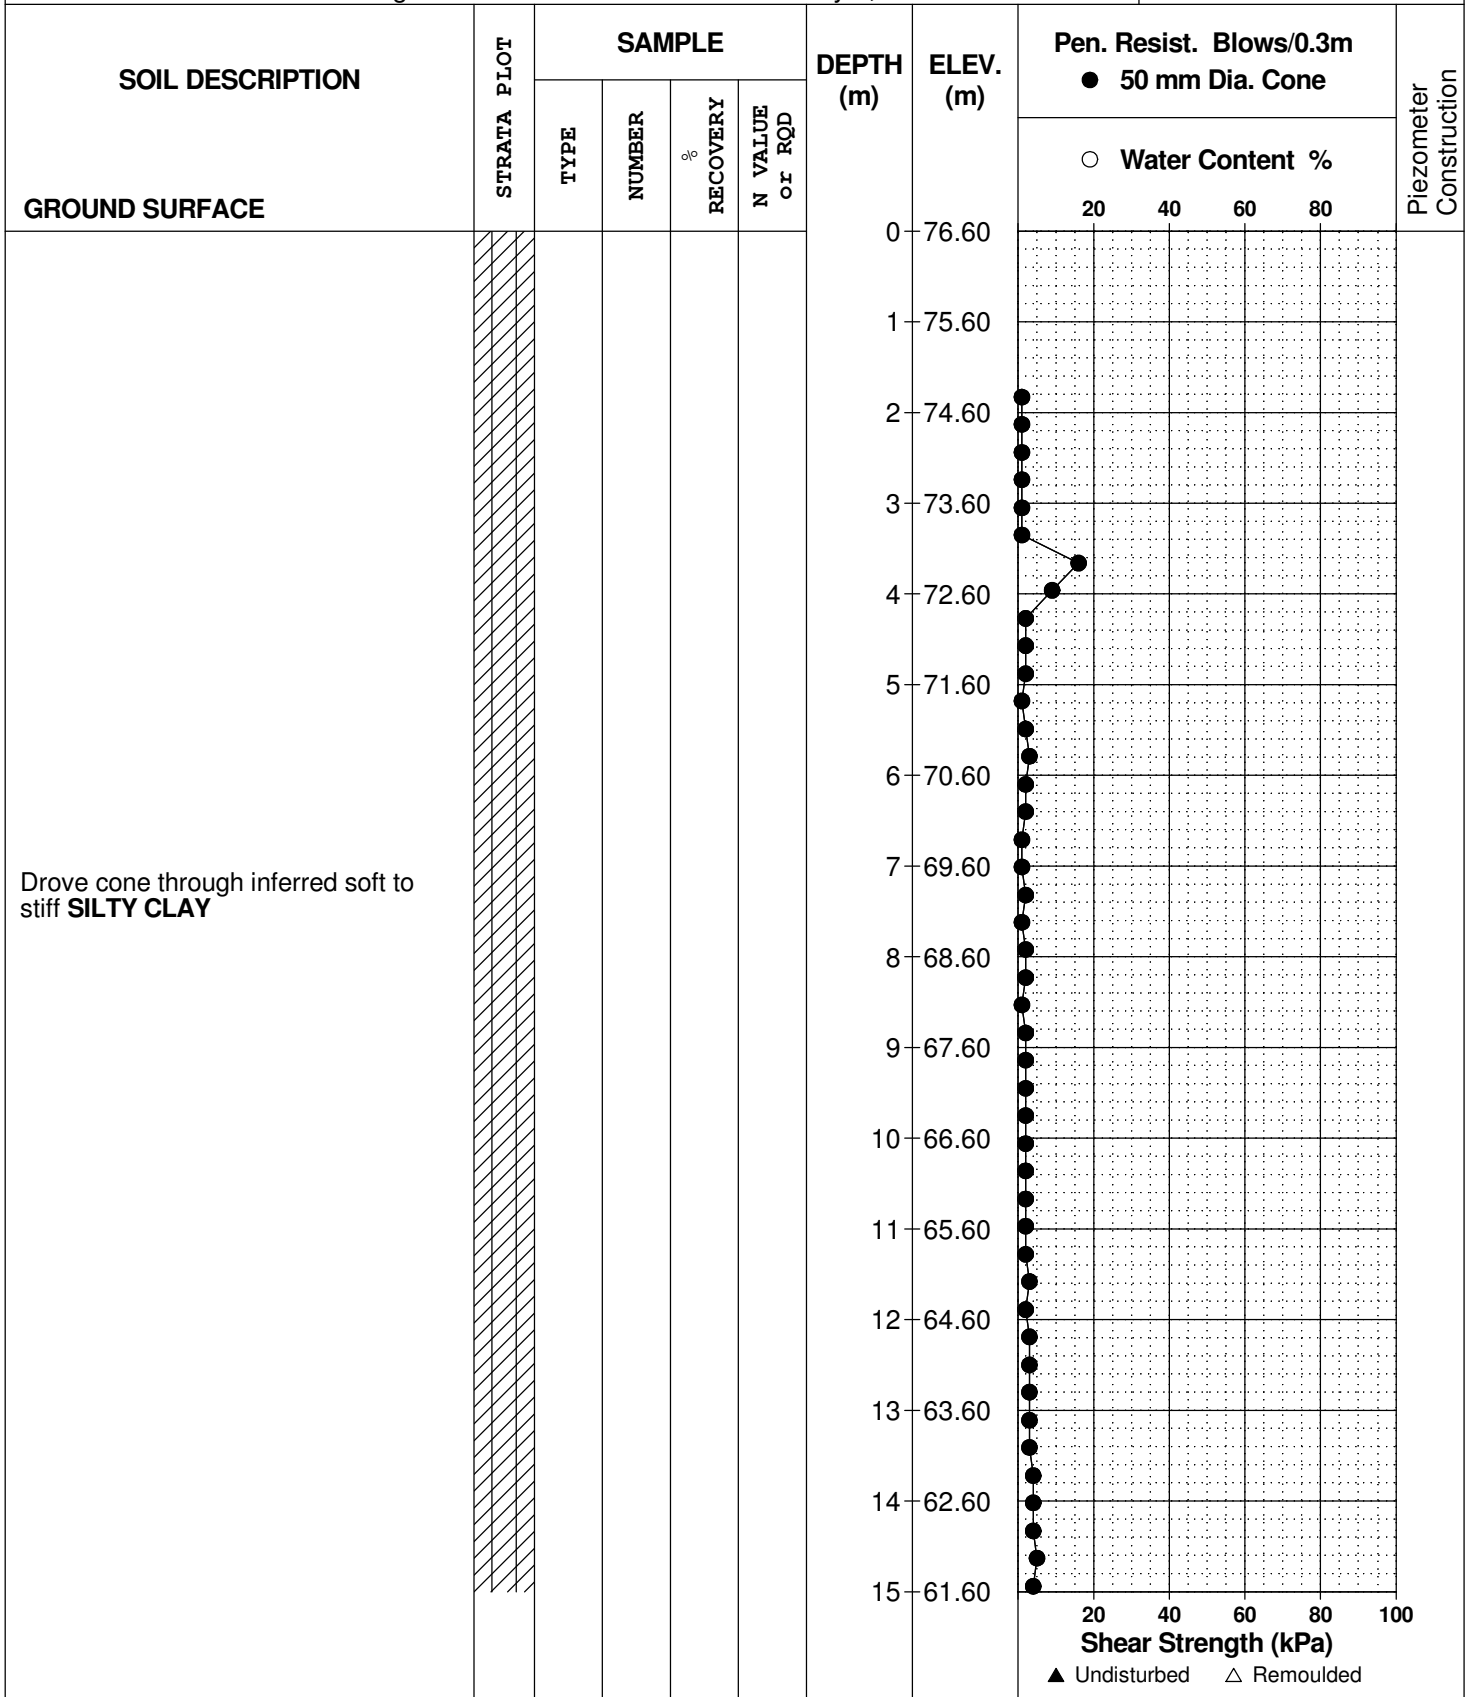 SOIL DESCRIPTION
GROUND SURFACE
STRATA PLOT
SAMPLE
TYPE
NUMBER
%
RECOVERY
N VALUE
or RQD
DEPTH
(m)
ELEV.
(m)
Pen. Resist. Blows/0.3m
● 50 mm Dia. Cone
○ Water Content %
20 40 60 80
Piezometer
Construction
0 76.60
1 75.60
2 74.60
3 73.60
4 72.60
5 71.60
6 70.60
7 69.60
Drove cone through inferred soft to
stiff SILTY CLAY
8 68.60
9 67.60
10 66.60
11 65.60
12 64.60
13 63.60
14 62.60
15 61.60
20 40 60 80 100
Shear Strength (kPa)
▲ Undisturbed △ Remoulded